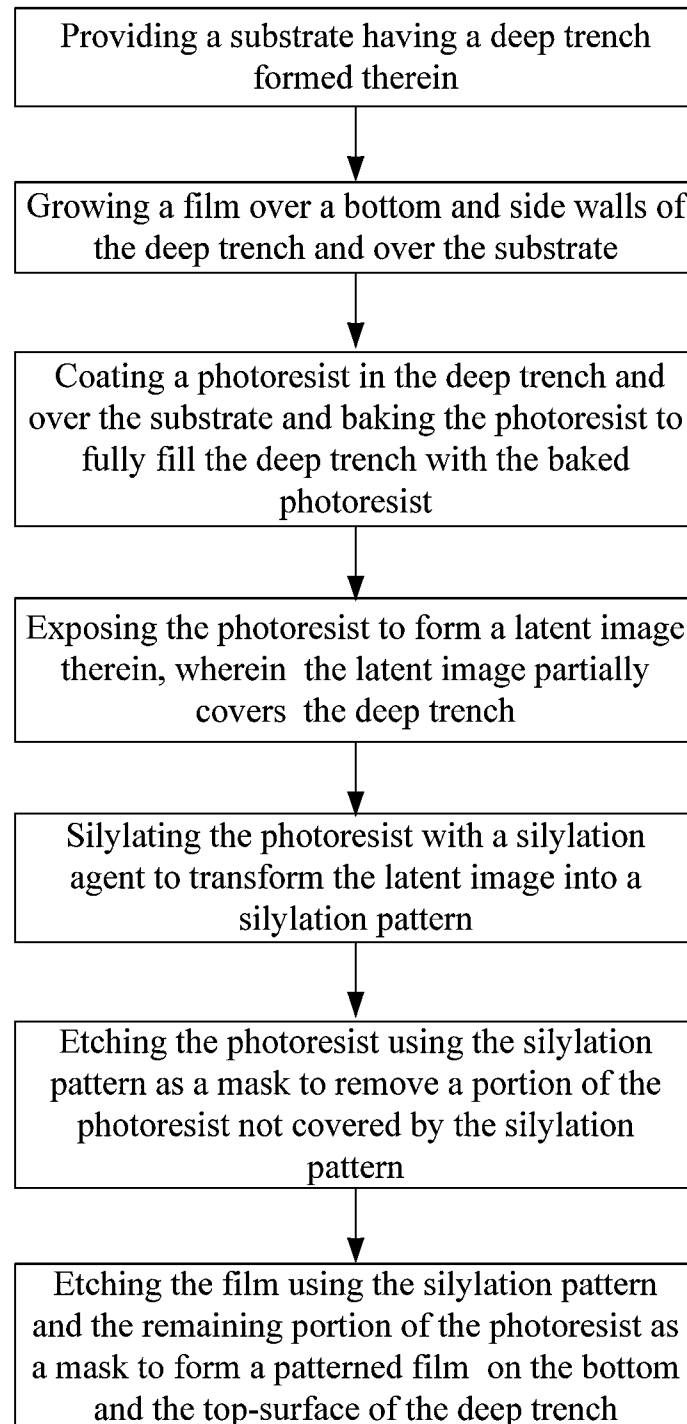 Providing a substrate having a deep trench
formed therein
Growing a film over a bottom and side walls of
the deep trench and over the substrate
Coating a photoresist in the deep trench and
over the substrate and baking the photoresist to
fully fill the deep trench with the baked
photoresist
Exposing the photoresist to form a latent image
therein, wherein the latent image partially
covers the deep trench
Silylating the photoresist with a silylation
agent to transform the latent image into a
silylation pattern
Etching the photoresist using the silylation
pattern as a mask to remove a portion of the
photoresist not covered by the silylation
pattern
Etching the film using the silylation pattern
and the remaining portion of the photoresist as
a mask to form a patterned film on the bottom
and the top-surface of the deep trench